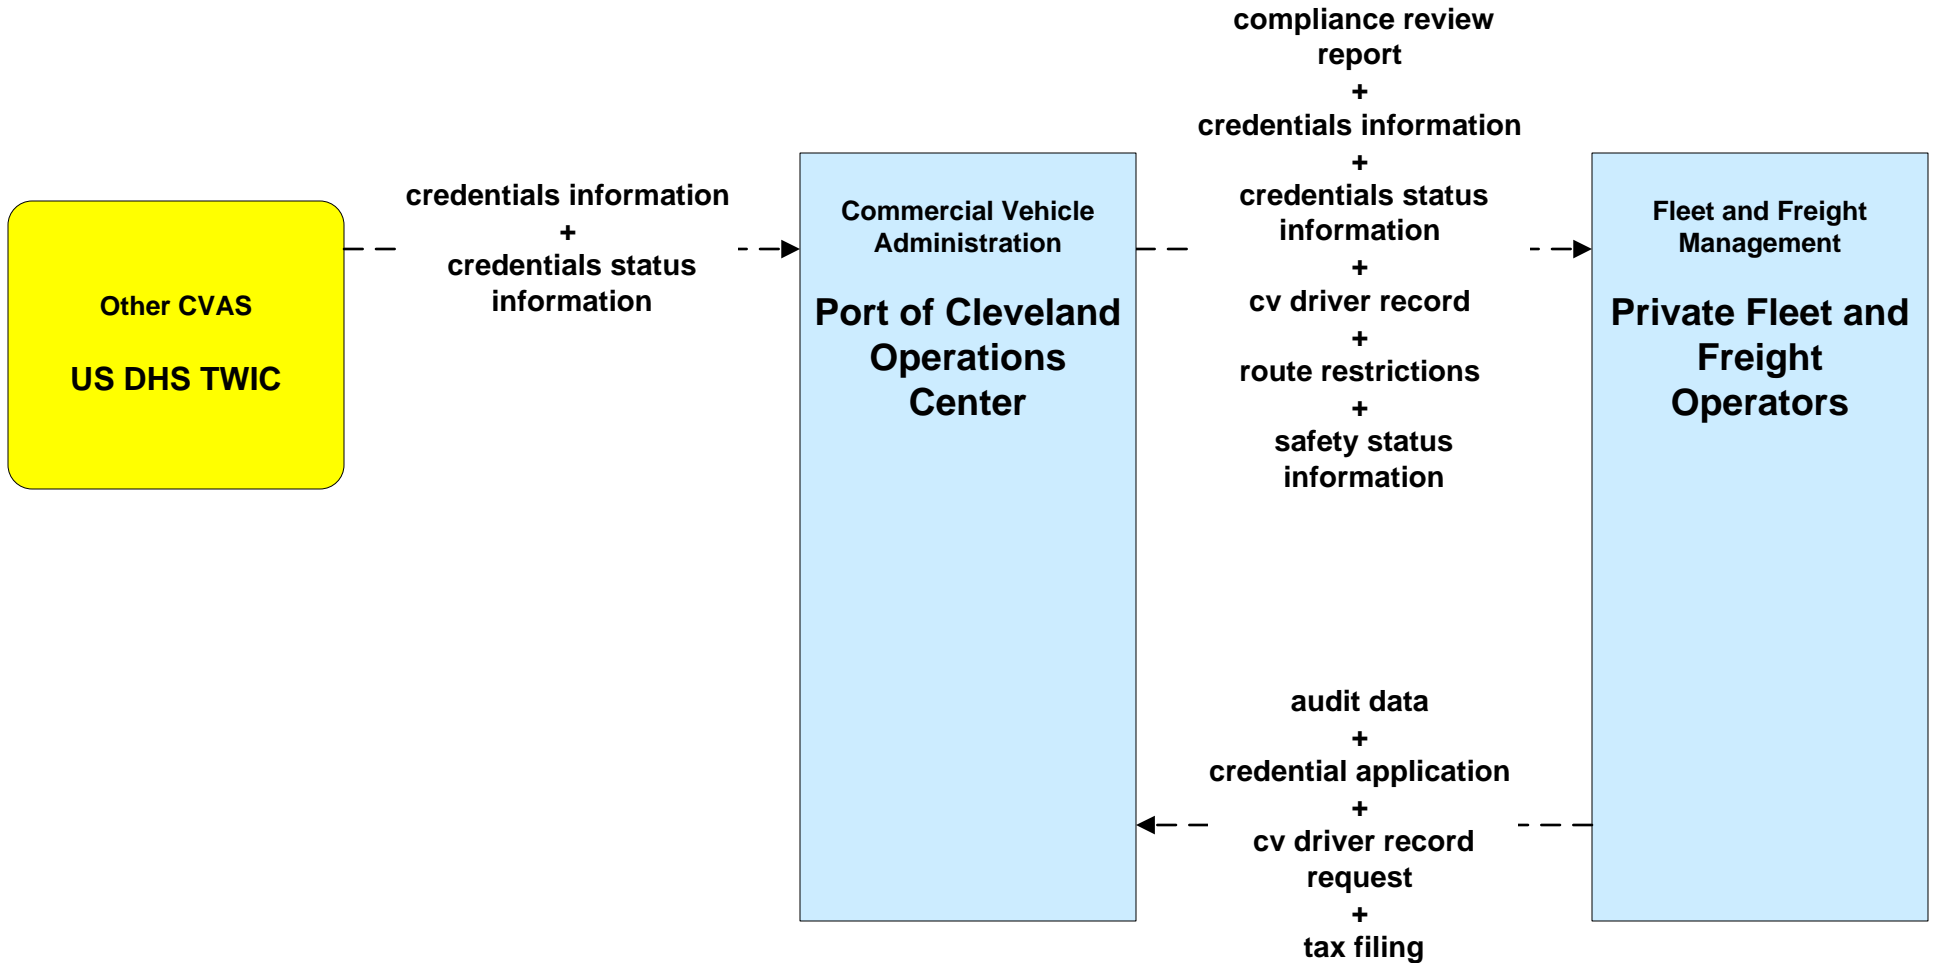 Other CVAS
US DHS TWIC
credentials information
+
credentials status
information
Commercial Vehicle
Administration
Port of Cleveland
Operations
Center
compliance review
report
+
credentials information
+
credentials status
information
+
cv driver record
+
route restrictions
+
safety status
information
audit data
+
credential application
+
cv driver record
request
+
tax filing
Fleet and Freight
Management
Private Fleet and
Freight
Operators